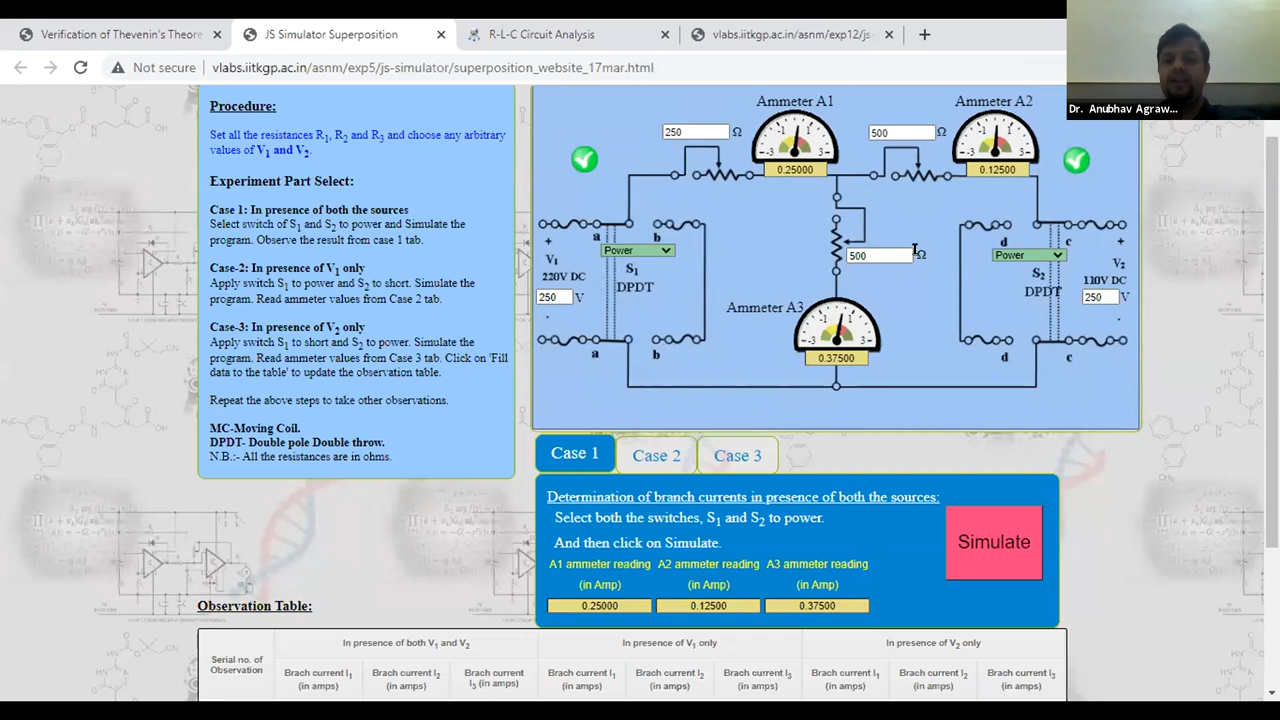 Verification of Thevenin's Theore
JS Simulator Superposition
R-L-C Circuit Analysis
vlabs.iitkgp.ac.in/asnm/exp12/js-
Not secure
vlabs.iitkgp.ac.in/asnm/exp5/js-simulator/superposition_website_17mar.html
Dr. Anubhav Agraw...
Procedure:
Set all the resistances R1, R2 and R3 and choose any arbitrary
values of V1 and V2.
Experiment Part Select:
Case 1: In presence of both the sources
Select switch of S1 and S2 to power and Simulate the
program. Observe the result from case 1 tab.
Case-2: In presence of V1 only
Apply switch S1 to power and S2 to short. Simulate the
program. Read ammeter values from Case 2 tab.
Case-3: In presence of V2 only
Apply switch S1 to short and S2 to power. Simulate the
program. Read ammeter values from Case 3 tab. Click on 'Fill
data to the table' to update the observation table.
Repeat the above steps to take other observations.
MC-Moving Coil.
DPDT- Double pole Double throw.
N.B.:- All the resistances are in ohms.
Ammeter A1
Ammeter A2
250 Ω
500 Ω
-3 -1 1 3
-3 -1 1 3
0.25000
0.12500
a b
d c
+
V1
220V DC
250 V
-
Power
S1
DPDT
500 Ω
Power
S2
DPDT
+
V2
110V DC
250 V
-
Ammeter A3
-3 -1 1 3
0.37500
a b
d c
Case 1
Case 2
Case 3
Determination of branch currents in presence of both the sources:
Select both the switches, S1 and S2 to power.
And then click on Simulate.
Simulate
A1 ammeter reading A2 ammeter reading A3 ammeter reading
(in Amp) (in Amp) (in Amp)
0.25000 0.12500 0.37500
Observation Table:
Serial no. of
Observation
In presence of both V1 and V2
In presence of V1 only
In presence of V2 only
Brach current I1
(in amps)
Brach current I2
(in amps)
Brach current
I3 (in amps)
Brach current I1
(in amps)
Brach current I2
(in amps)
Brach current I3
(in amps)
Brach current I1
(in amps)
Brach current I2
(in amps)
Brach current I3
(in amps)